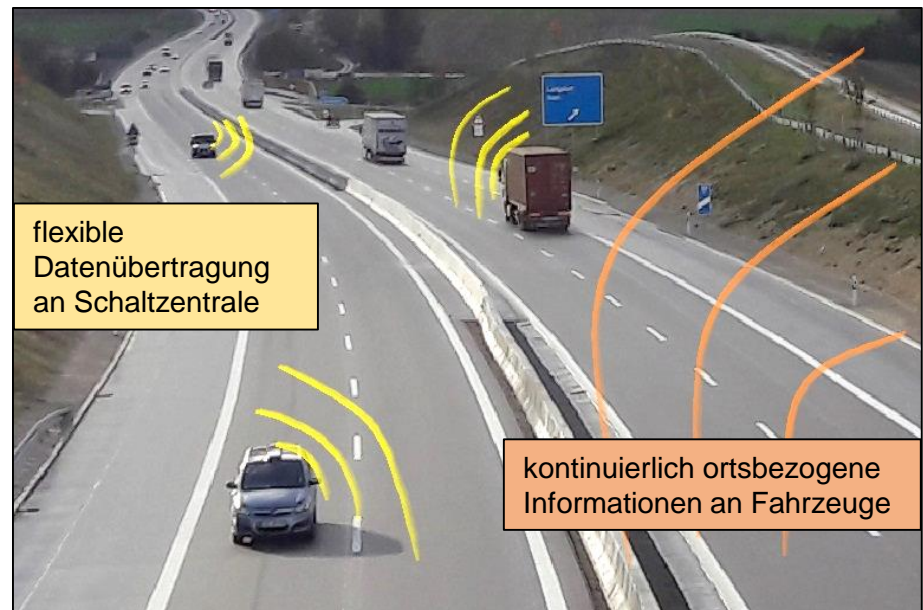 flexible
Datenübertragung
an Schaltzentrale
kontinuierlich ortsbezogene
Informationen an Fahrzeuge